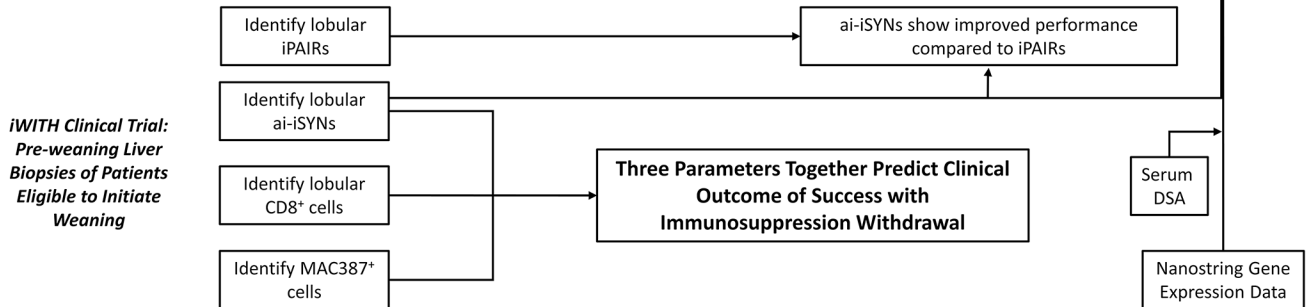 Identify lobular
iPAIRs
ai-iSYNs show improved performance
compared to iPAIRs
Identify lobular
ai-iSYNs
iWITH Clinical Trial:
Pre-weaning Liver
Biopsies of Patients
Eligible to Initiate
Weaning
Identify lobular
CD8⁺ cells
Three Parameters Together Predict Clinical
Outcome of Success with
Immunosuppression Withdrawal
Serum
DSA
Identify MAC387⁺
cells
Nanostring Gene
Expression Data